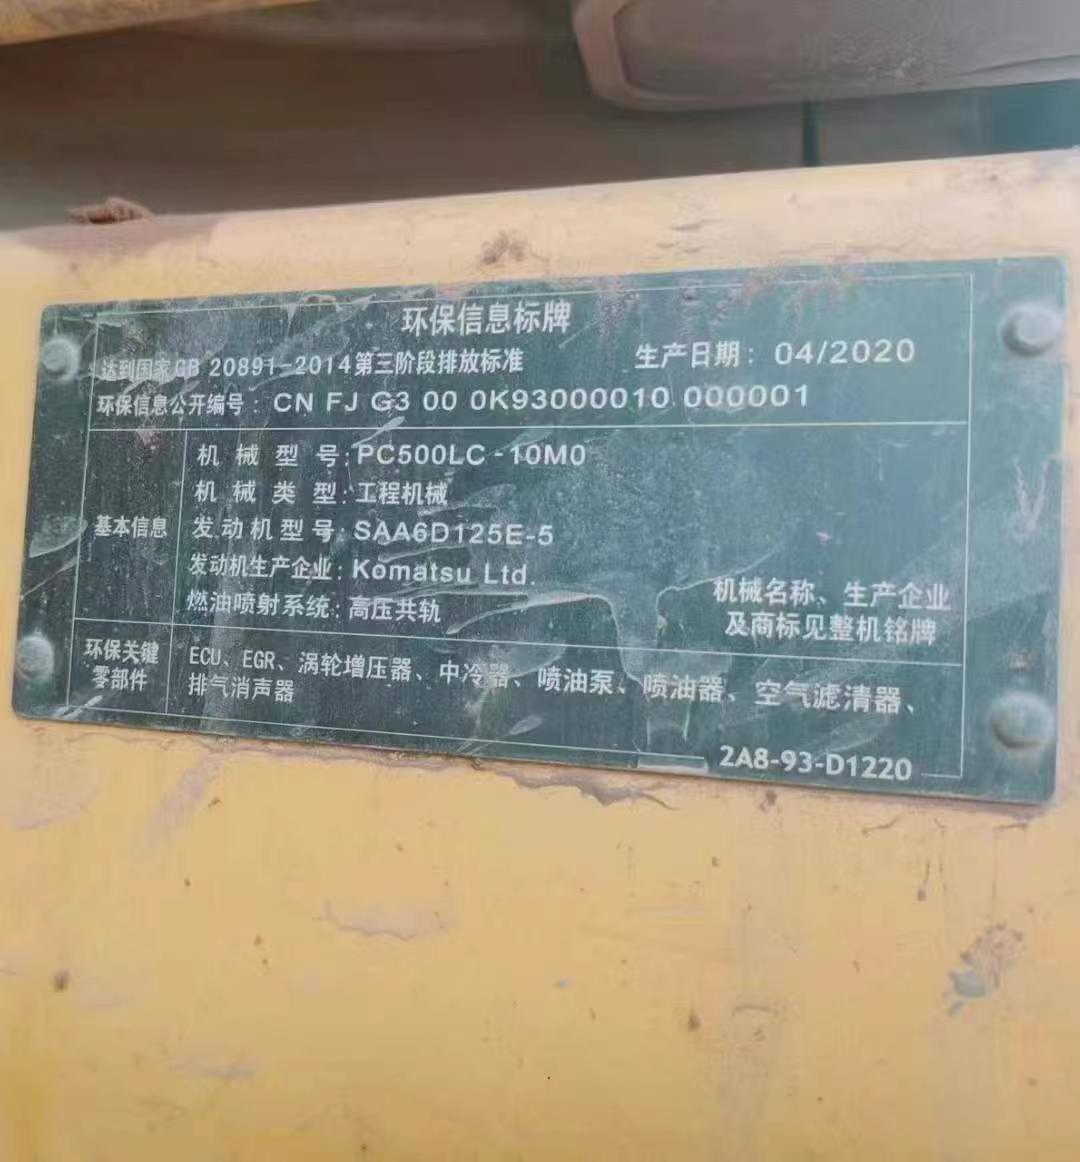 环保信息标牌
达到国家GB 20891-2014第三阶段排放标准 生产日期: 04/2020
环保信息公开编号: CN FJ G3 00 0K93000010 000001
基本信息
机械型号:PC500LC-10M0
机械类型:工程机械
发动机型号:SAA6D125E-5
发动机生产企业:Komatsu Ltd.
燃油喷射系统:高压共轨
机械名称、生产企业
及商标见整机铭牌
环保关键
零部件
ECU、EGR、涡轮增压器、中冷器、喷油泵、喷油器、空气滤清器、
排气消声器
2A8-93-D1220